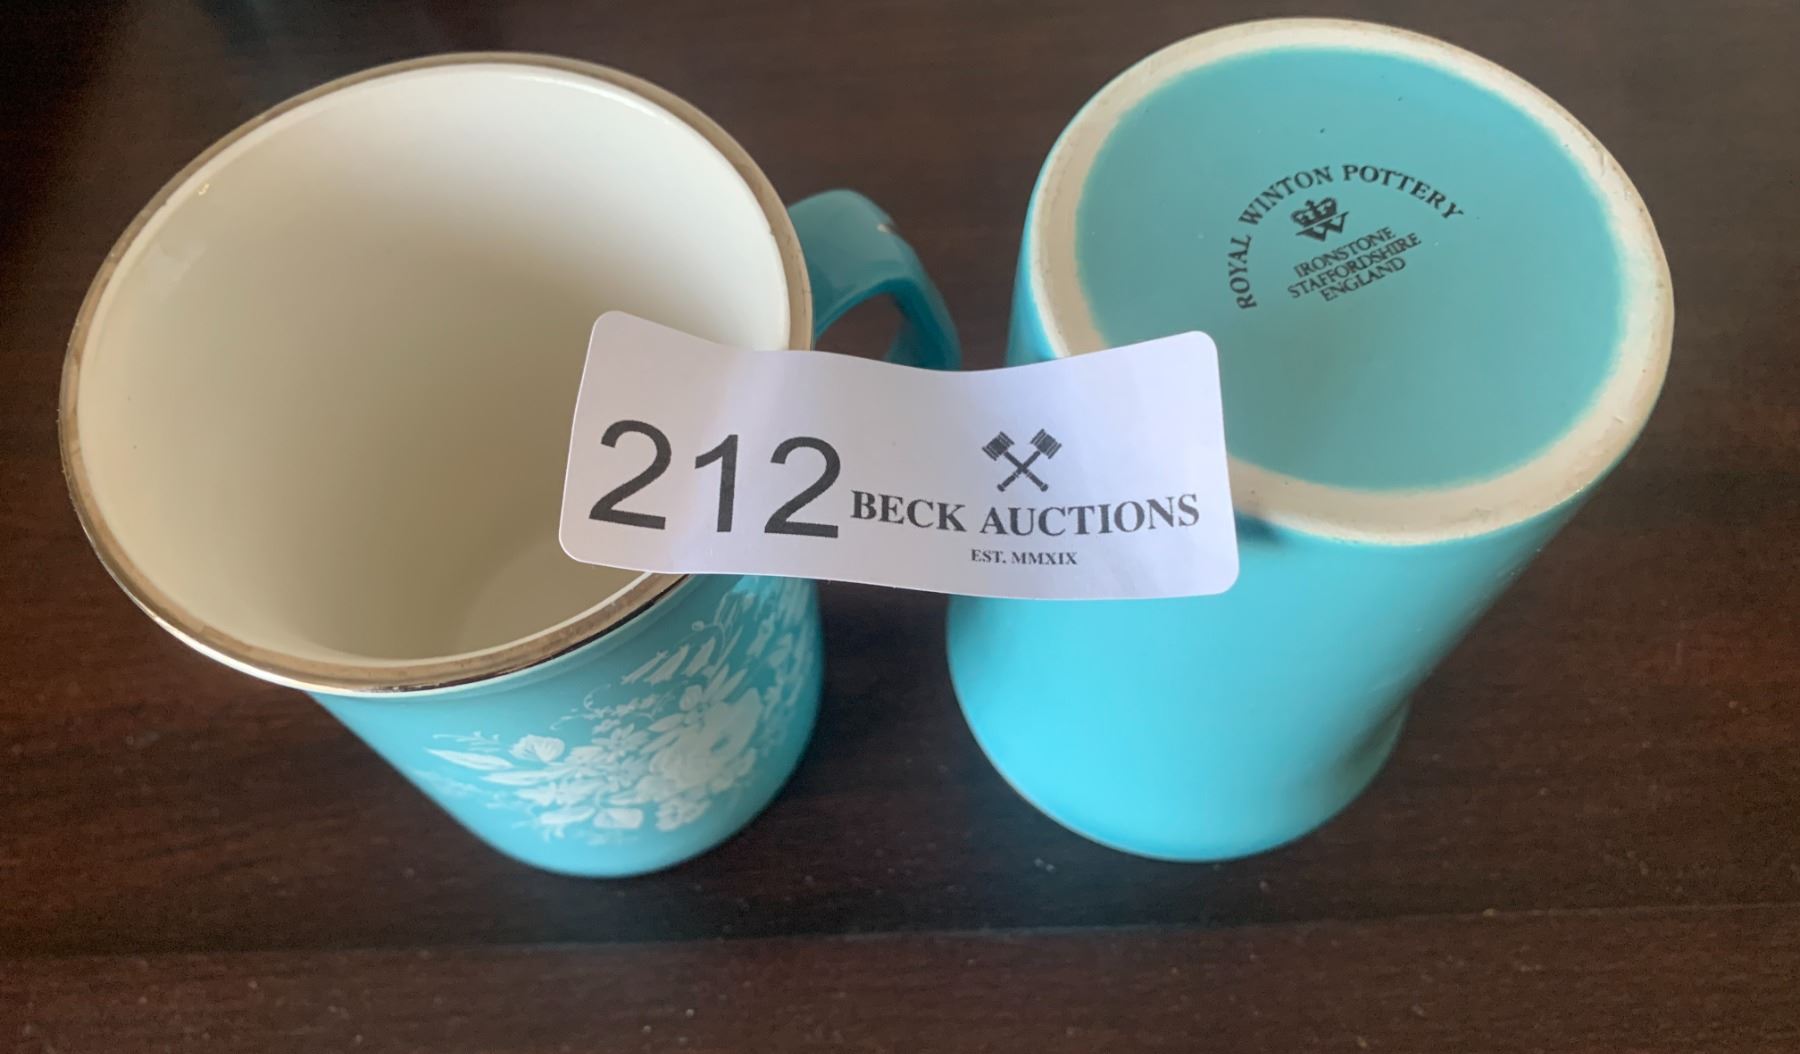 212
BECK AUCTIONS
EST. MMXIX
ROYAL WINTON POTTERY
W
IRONSTONE
STAFFORDSHIRE
ENGLAND